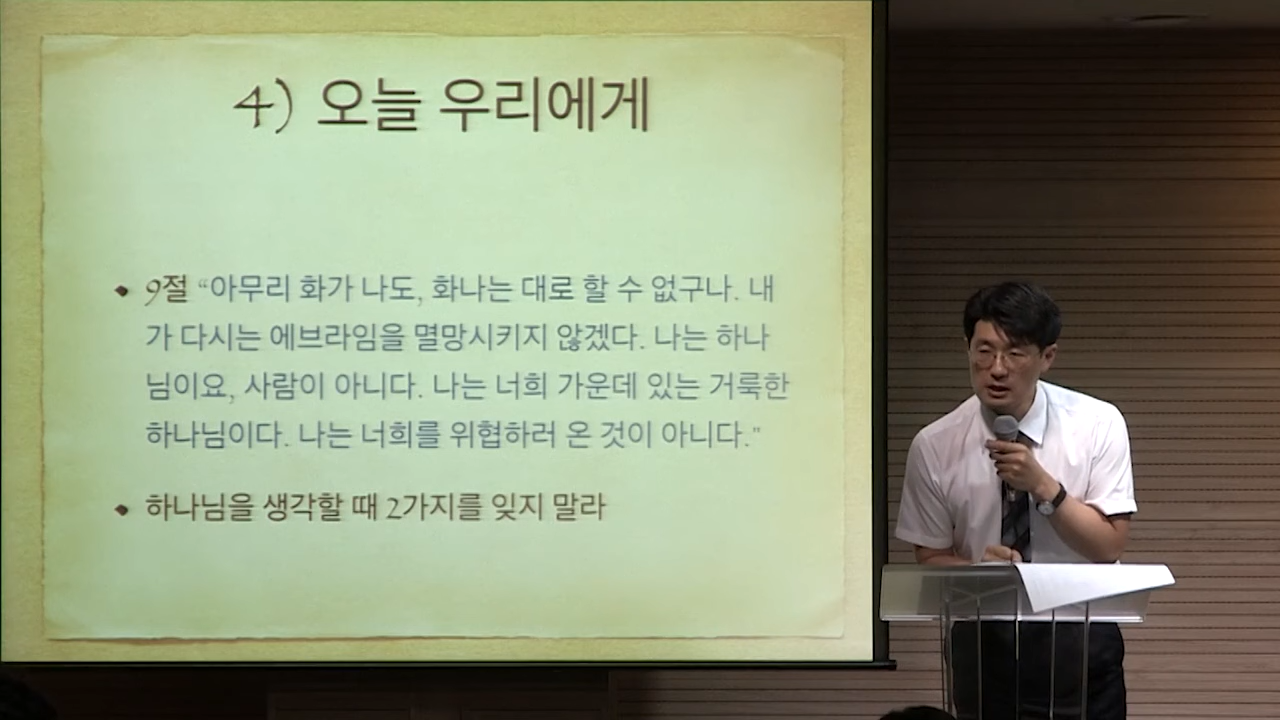 4) 오늘 우리에게
• 9절 “아무리 화가 나도, 화나는 대로 할 수 없구나. 내
가 다시는 에브라임을 멸망시키지 않겠다. 나는 하나
님이요, 사람이 아니다. 나는 너희 가운데 있는 거룩한
하나님이다. 나는 너희를 위협하러 온 것이 아니다.”
• 하나님을 생각할 때 2가지를 잊지 말라